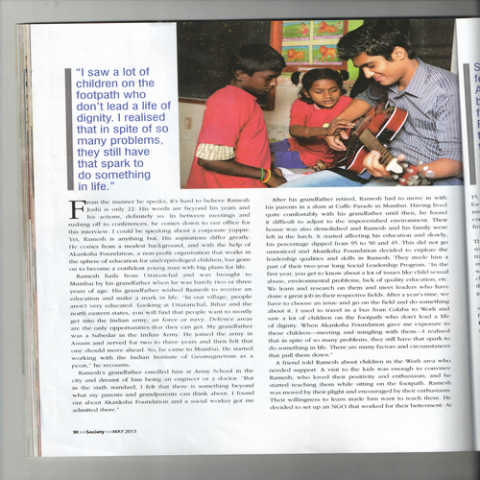 "I saw a lot of
children on the
footpath who
don't lead a life of
dignity. I realised
that in spite of so
many problems,
they still have
that spark to
do something
in life."
From the manner he speaks, it's hard to believe Ramesh
Joshi is only 22. His words are beyond his years and
his actions, definitely so. In between meetings and
rushing off to conferences, he comes down to our office for
this interview. I could be speaking about a corporate yuppie.
Yet, Ramesh is anything but. His aspirations differ greatly.
He comes from a modest background, and with the help of
Akanksha Foundation, a non-profit organisation that works in
the sphere of education for underprivileged children, has gone
on to become a confident young man with big plans for life.
Ramesh hails from Uttaranchal and was brought to
Mumbai by his grandfather when he was barely two or three
years of age. His grandfather wished Ramesh to receive an
education and make a mark in life. "In our village, people
aren't very educated. Looking at Uttaranchal, Bihar and the
north eastern states, you will find that people want to mostly
get into the Indian army, air force or navy. Defence areas
are the only opportunities that they can get. My grandfather
was a Subedar in the Indian Army. He joined the army in
Assam and served for two to three years and then felt that
one should move ahead. So, he came to Mumbai. He started
working with the Indian Institute of Geomagnetism as a
peon," he recounts.
Ramesh's grandfather enrolled him at Army School in the
city and dreamt of him being an engineer or a doctor. "But
in the sixth standard, I felt that there is something beyond
what my parents and grandparents can think about. I found
out about Akanksha Foundation and a social worker got me
admitted there."
After his grandfather retired, Ramesh had to move in with
his parents in a slum at Cuffe Parade in Mumbai. Having lived
quite comfortably with his grandfather until then, he found
it difficult to adjust to the impoverished environment. Their
house was also demolished and Ramesh and his family were
left in the lurch. It started affecting his education and slowly,
his percentage dipped from 95 to 50 and 45. This did not go
unnoticed and Akanksha Foundation decided to explore the
leadership qualities and skills in Ramesh. They made him a
part of their two-year long Social Leadership Program. "In the
first year, you get to know about a lot of issues like child sexual
abuse, environmental problems, lack of quality education, etc.
We learn and research on them and meet leaders who have
done a great job in their respective fields. After a year's time, we
have to choose an issue and go on the field and do something
about it. I used to travel in a bus from Colaba to Work and
saw a lot of children on the footpath who don't lead a life
of dignity. When Akanksha Foundation gave me exposure to
these children—meeting and mingling with them—I realised
that in spite of so many problems, they still have that spark to
do something in life. There are many factors and circumstances
that pull them down."
A friend told Ramesh about children in the Work area who
needed support. A visit to the kids was enough to convince
Ramesh, who loved their positivity and enthusiasm, and he
started teaching them while sitting on the footpath. Ramesh
was moved by their plight and encouraged by their enthusiasm.
Their willingness to learn made him want to teach them. He
decided to set up an NGO that worked for their betterment. At
90 >>Society >>MAY 2013